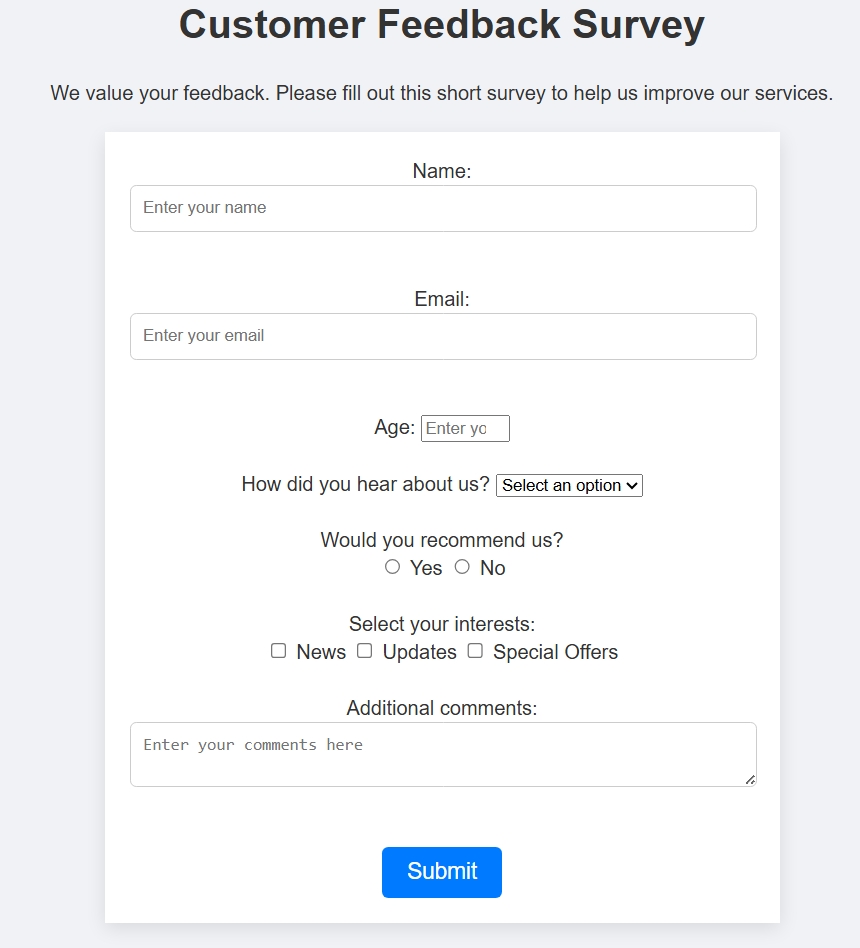 Customer Feedback Survey
We value your feedback. Please fill out this short survey to help us improve our services.
Name:
Enter your name
Email:
Enter your email
Age: Enter yo
How did you hear about us? Select an option
Would you recommend us?
Yes No
Select your interests:
News Updates Special Offers
Additional comments:
Enter your comments here
Submit